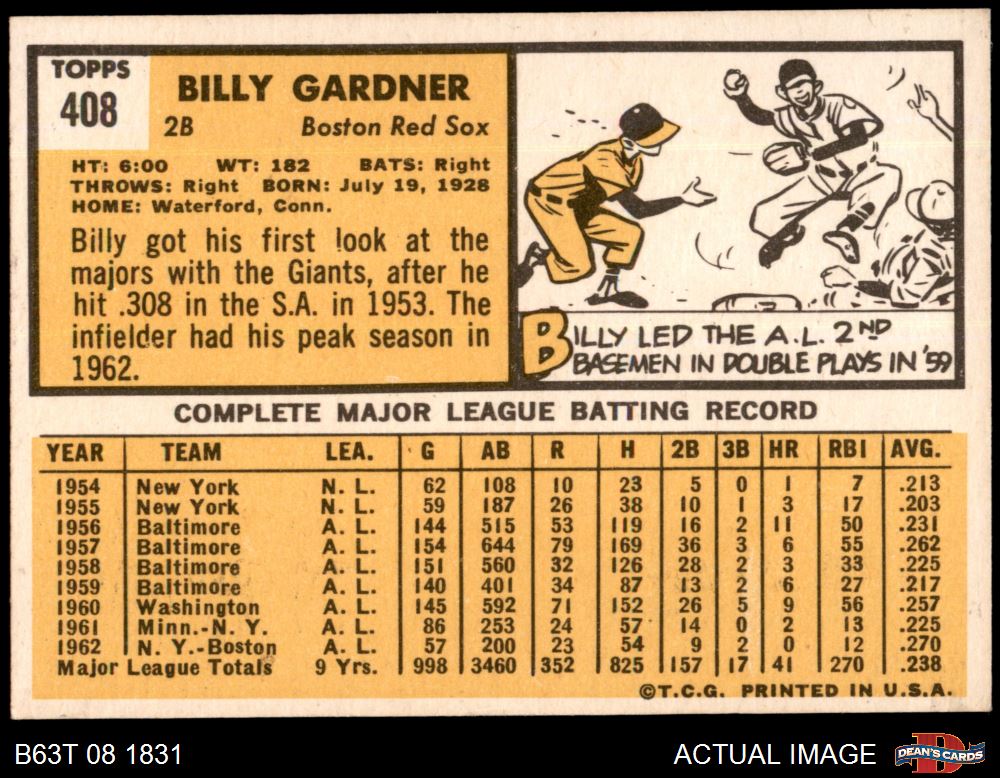 TOPPS
408
BILLY GARDNER
2B Boston Red Sox
HT: 6:00 WT: 182 BATS: Right
THROWS: Right BORN: July 19, 1928
HOME: Waterford, Conn.
Billy got his first look at the
majors with the Giants, after he
hit .308 in the S.A. in 1953. The
infielder had his peak season in
1962.
BILLY LED THE A.L. 2ND
BASEMEN IN DOUBLE PLAYS IN '59
COMPLETE MAJOR LEAGUE BATTING RECORD
YEAR TEAM LEA. G AB R H 2B 3B HR RBI AVG.
1954 New York N. L. 62 108 10 23 5 0 1 7 .213
1955 New York N. L. 59 187 26 38 10 1 3 17 .203
1956 Baltimore A. L. 144 515 53 119 16 2 11 50 .231
1957 Baltimore A. L. 154 644 79 169 36 3 6 55 .262
1958 Baltimore A. L. 151 560 32 126 28 2 3 33 .225
1959 Baltimore A. L. 140 401 34 87 13 2 6 27 .217
1960 Washington A. L. 145 592 71 152 26 5 9 56 .257
1961 Minn.-N. Y. A. L. 86 253 24 57 14 0 2 13 .225
1962 N. Y.-Boston A. L. 57 200 23 54 9 2 0 12 .270
Major League Totals 9 Yrs. 998 3460 352 825 157 17 41 270 .238
©T.C.G. PRINTED IN U.S.A.
B63T 08 1831 ACTUAL IMAGE DEAN'S CARDS